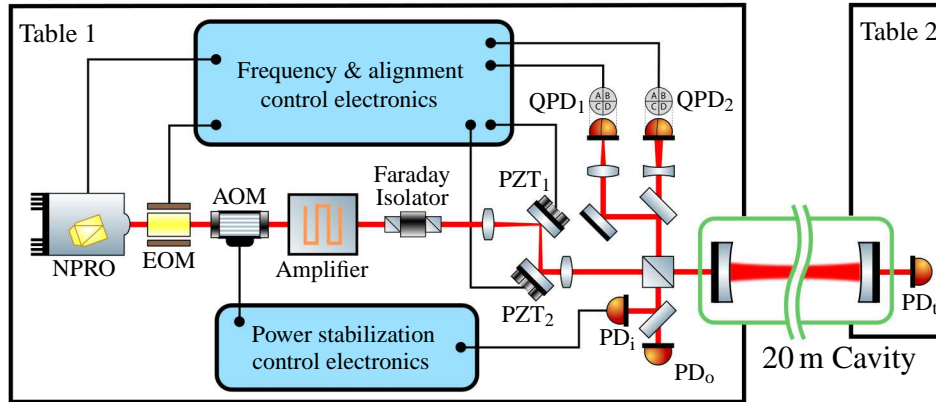 Table 1
Table 2
Frequency & alignment
control electronics
A B
C D
A B
C D
QPD1
QPD2
Faraday
Isolator
PZT1
AOM
NPRO
EOM
Amplifier
PZT2
PDi
PDt
Power stabilization
control electronics
PDo
20 m Cavity